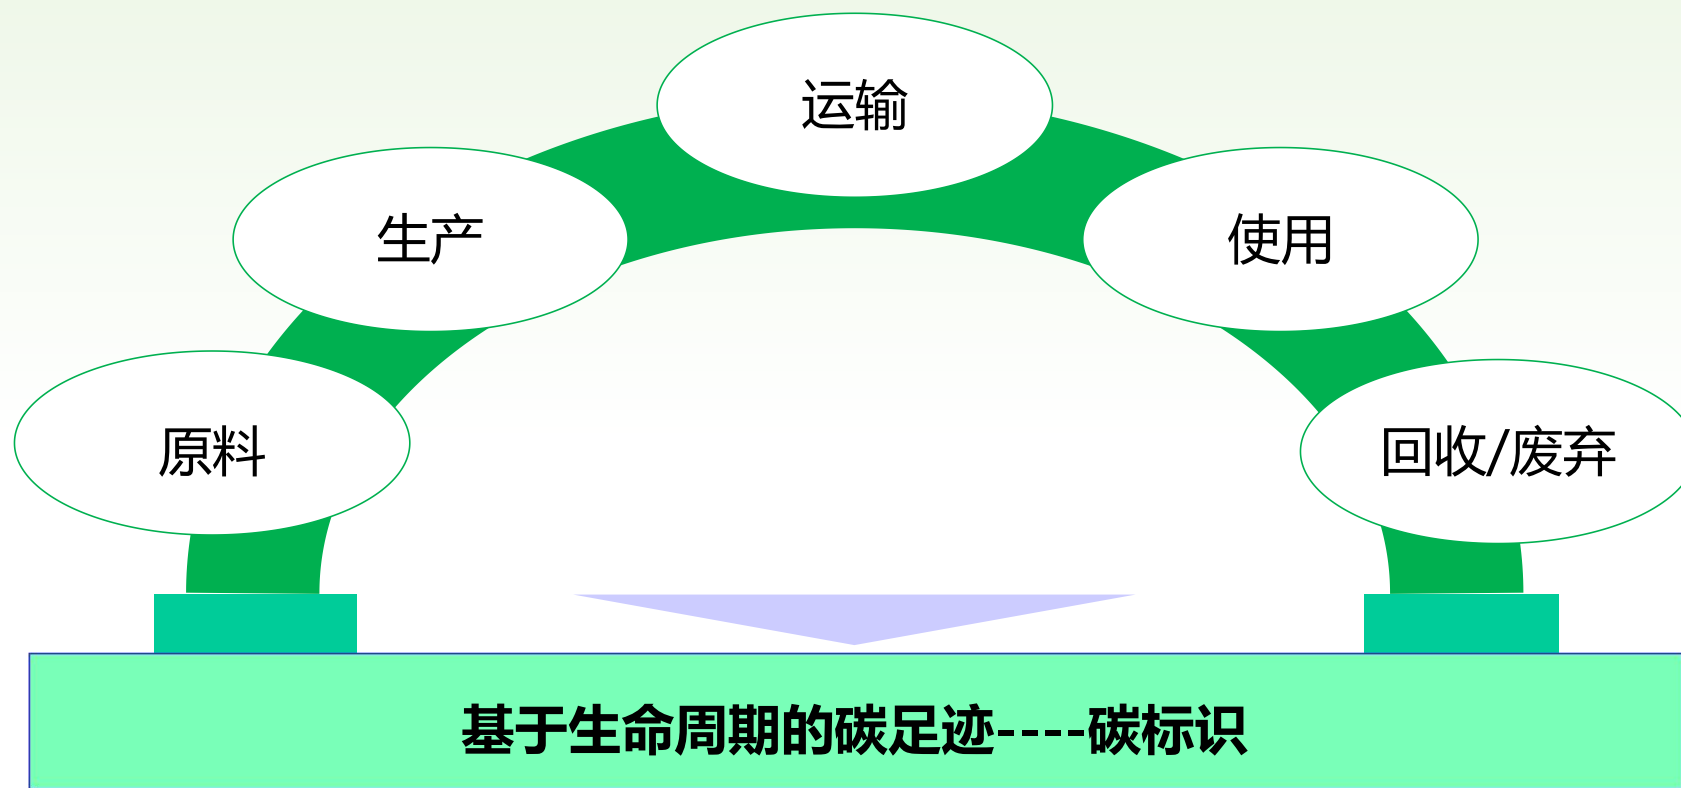 运输
生产
使用
原料
回收/废弃
基于生命周期的碳足迹----碳标识